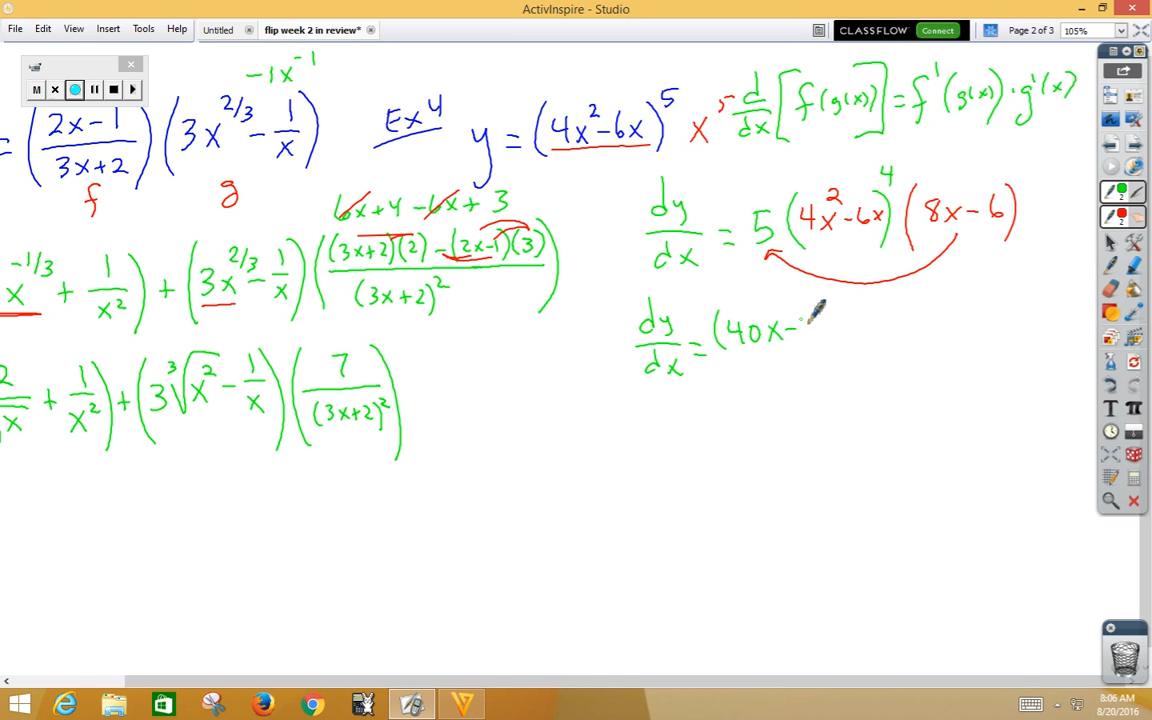 ActivInspire - Studio
File Edit View Insert Tools Help
Untitled
flip week 2 in review*
CLASSFLOW Connect
Page 2 of 3
105%
-1x^-1
= ((2x-1)/(3x+2)) (3x^2/3 - 1/x)
f g
Ex 4
y = (4x^2-6x)^5
x^5
d/dx [f(g(x))] = f'(g(x)) · g'(x)
6x+4-6x+3
x^-1/3 + 1/x^2) + (3x^2/3 - 1/x) (((3x+2)(2) - (2x-1)(3))/(3x+2)^2)
dy/dx = 5(4x^2-6x)^4 (8x-6)
x + 1/x^2) + (3∛x^2 - 1/x) (7/(3x+2)^2)
dy/dx = (40x-
8:06 AM
8/20/2016